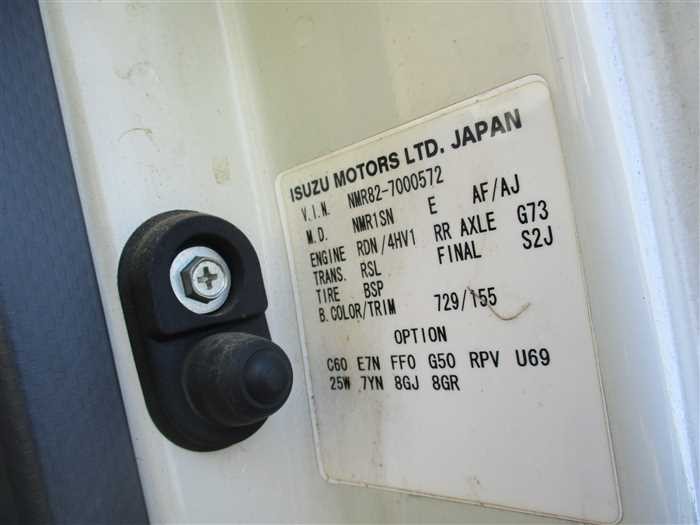 ISUZU MOTORS LTD. JAPAN
V.I.N. NMR82-7000572
M.D. NMR1SN E AF/AJ
ENGINE RDN/4HV1 RR AXLE G73
TRANS. RSL FINAL S2J
TIRE BSP
B.COLOR/TRIM 729/155
OPTION
C60 E7N FF0 G50 RPV U69
25W 7YN 8GJ 8GR